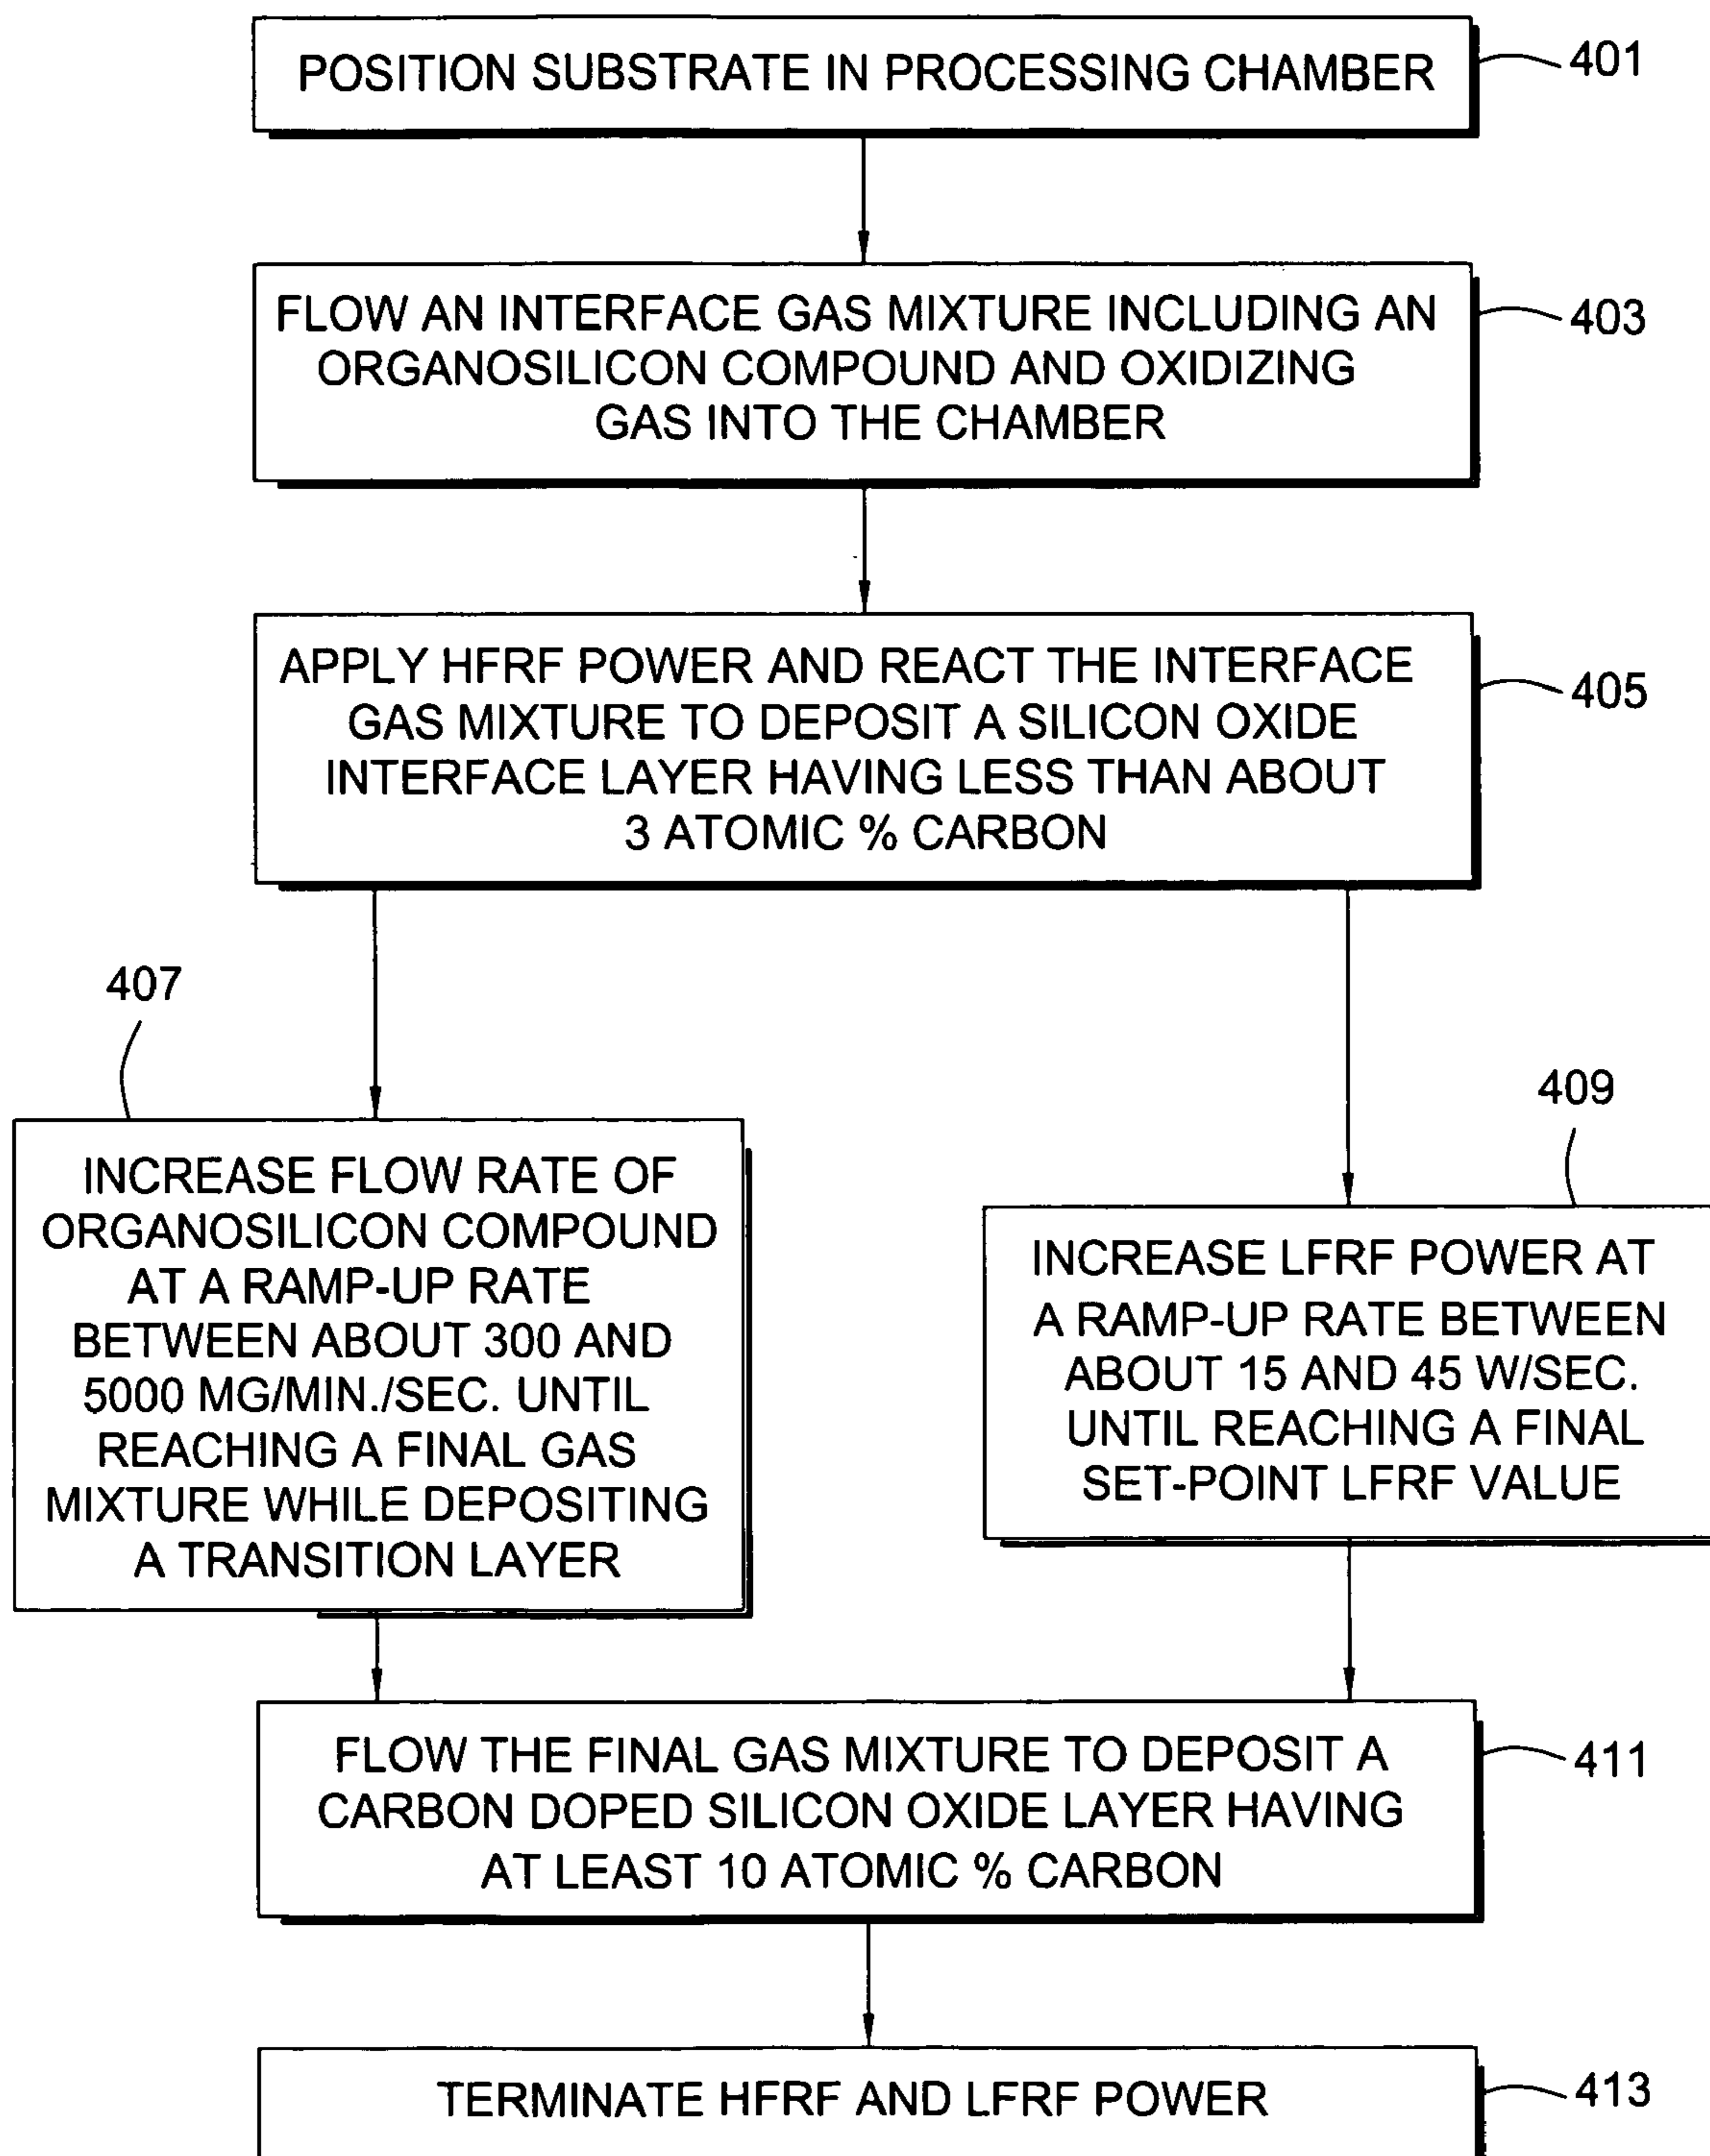 POSITION SUBSTRATE IN PROCESSING CHAMBER
401
FLOW AN INTERFACE GAS MIXTURE INCLUDING AN
ORGANOSILICON COMPOUND AND OXIDIZING
GAS INTO THE CHAMBER
403
APPLY HFRF POWER AND REACT THE INTERFACE
GAS MIXTURE TO DEPOSIT A SILICON OXIDE
INTERFACE LAYER HAVING LESS THAN ABOUT
3 ATOMIC % CARBON
405
407
INCREASE FLOW RATE OF
ORGANOSILICON COMPOUND
AT A RAMP-UP RATE
BETWEEN ABOUT 300 AND
5000 MG/MIN./SEC. UNTIL
REACHING A FINAL GAS
MIXTURE WHILE DEPOSITING
A TRANSITION LAYER
409
INCREASE LFRF POWER AT
A RAMP-UP RATE BETWEEN
ABOUT 15 AND 45 W/SEC.
UNTIL REACHING A FINAL
SET-POINT LFRF VALUE
FLOW THE FINAL GAS MIXTURE TO DEPOSIT A
CARBON DOPED SILICON OXIDE LAYER HAVING
AT LEAST 10 ATOMIC % CARBON
411
TERMINATE HFRF AND LFRF POWER
413